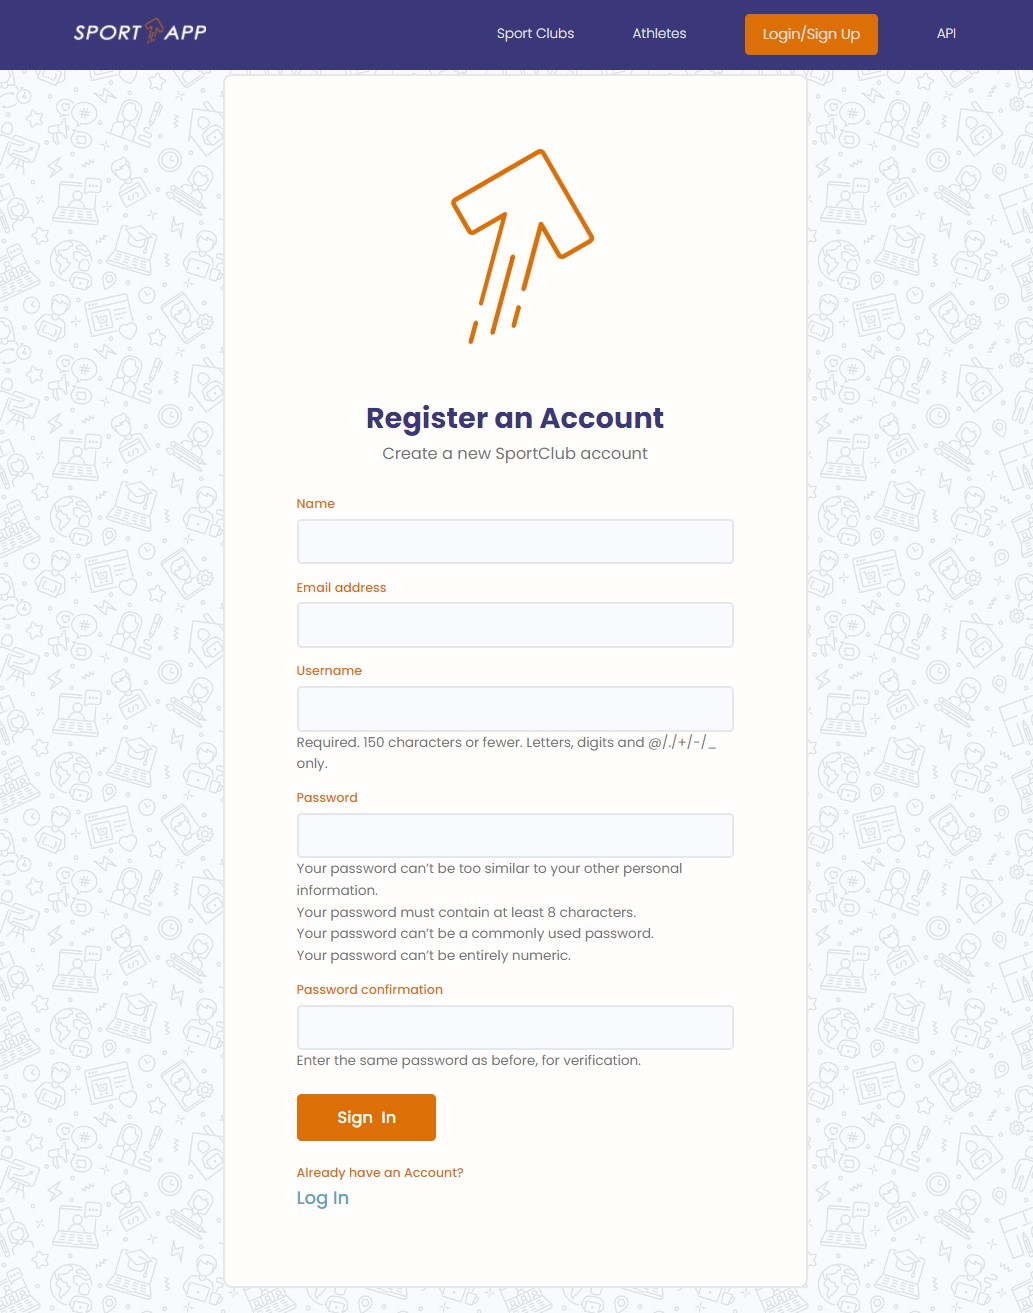 SPORT APP
Sport Clubs
Athletes
Login/Sign Up
API
Register an Account
Create a new SportClub account
Name
Email address
Username
Required. 150 characters or fewer. Letters, digits and @/./+/-/_
only.
Password
Your password can’t be too similar to your other personal
information.
Your password must contain at least 8 characters.
Your password can’t be a commonly used password.
Your password can’t be entirely numeric.
Password confirmation
Enter the same password as before, for verification.
Sign In
Already have an Account?
Log In